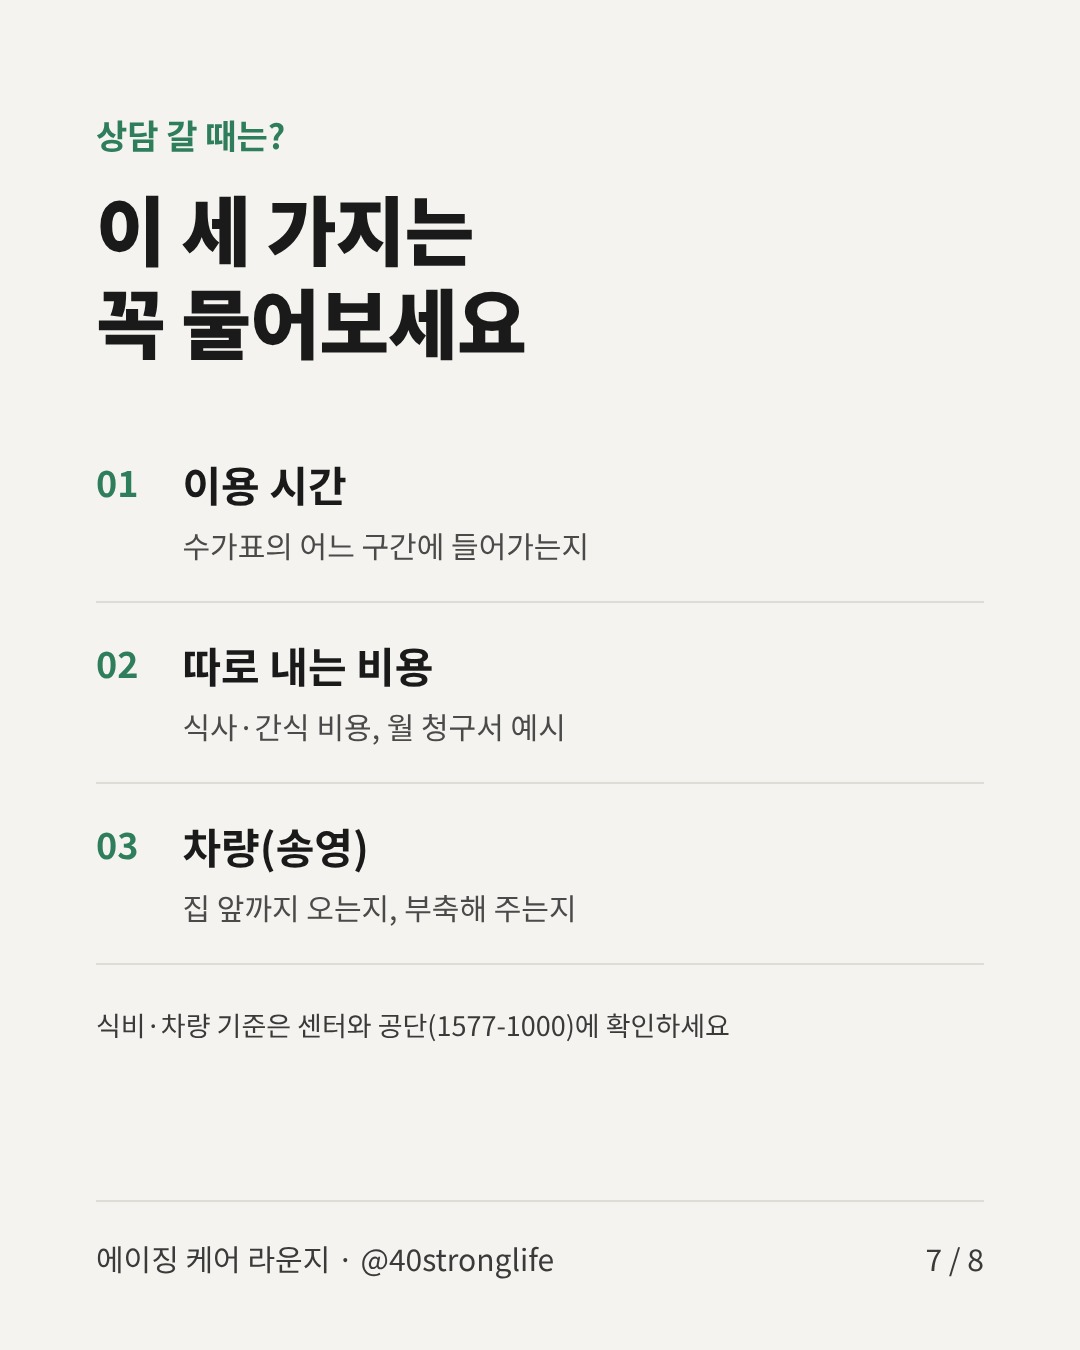 상담 갈 때는?
이 세 가지는
꼭 물어보세요
01 이용 시간
수가표의 어느 구간에 들어가는지
02 따로 내는 비용
식사·간식 비용, 월 청구서 예시
03 차량(송영)
집 앞까지 오는지, 부축해 주는지
식비·차량 기준은 센터와 공단(1577-1000)에 확인하세요
에이징 케어 라운지 · @40stronglife 7 / 8